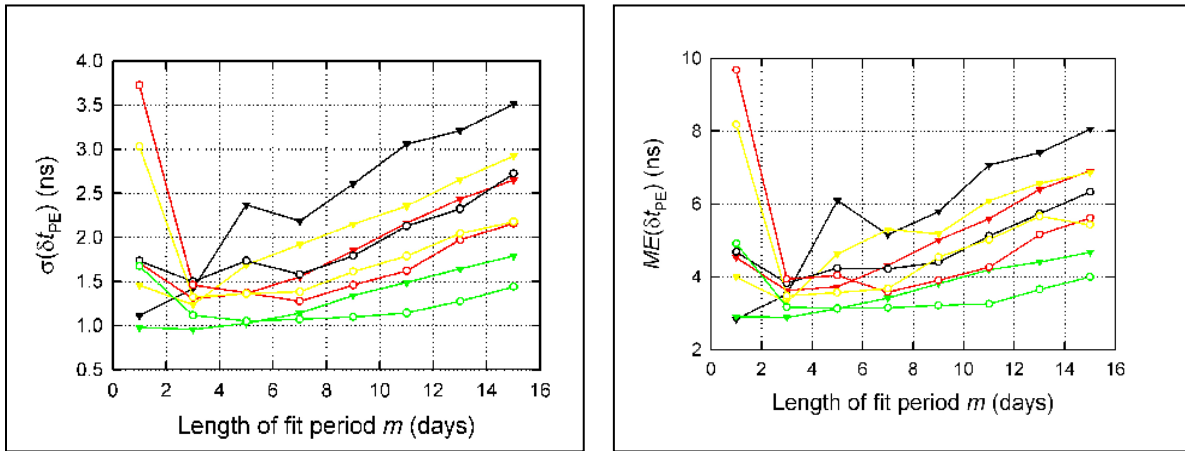 4.0
3.5
3.0
2.5
2.0
1.5
1.0
0.5
σ(δt_PE) (ns)
0 2 4 6 8 10 12 14 16
Length of fit period m (days)
10
8
6
4
2
ME(δt_PE) (ns)
0 2 4 6 8 10 12 14 16
Length of fit period m (days)